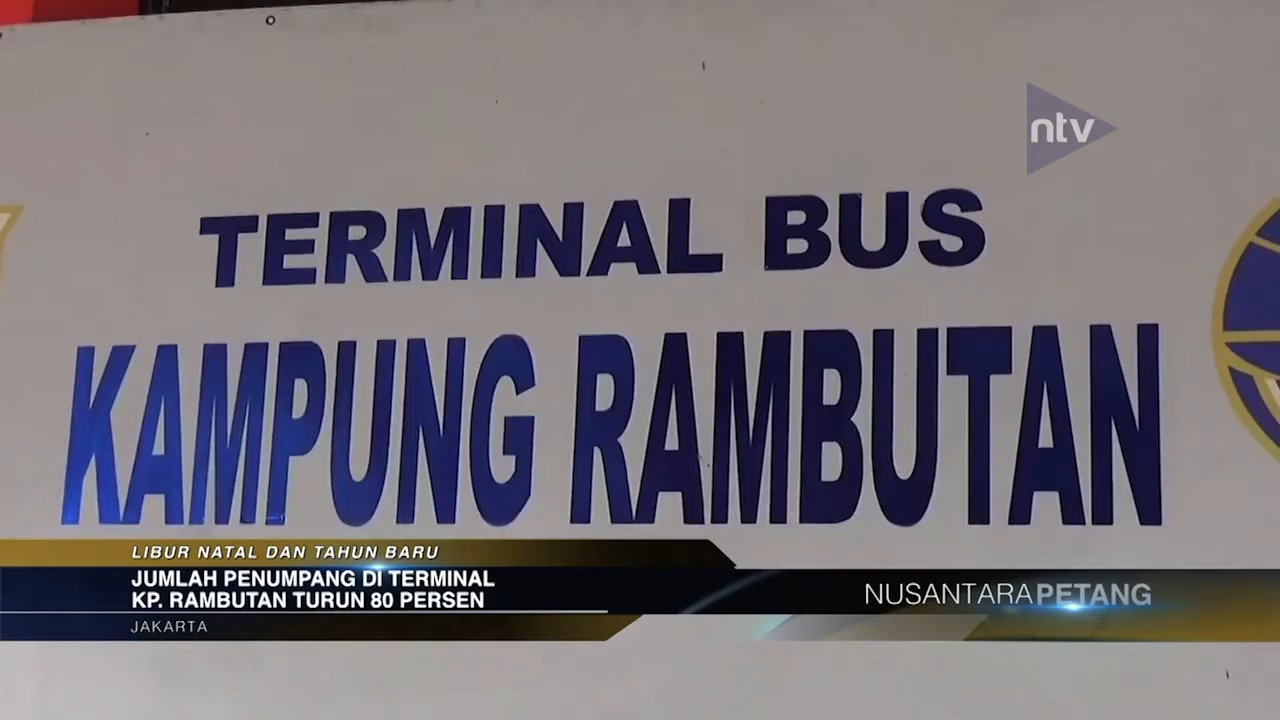 ntv
TERMINAL BUS
KAMPUNG RAMBUTAN
LIBUR NATAL DAN TAHUN BARU
JUMLAH PENUMPANG DI TERMINAL
KP. RAMBUTAN TURUN 80 PERSEN
JAKARTA
NUSANTARAPETANG